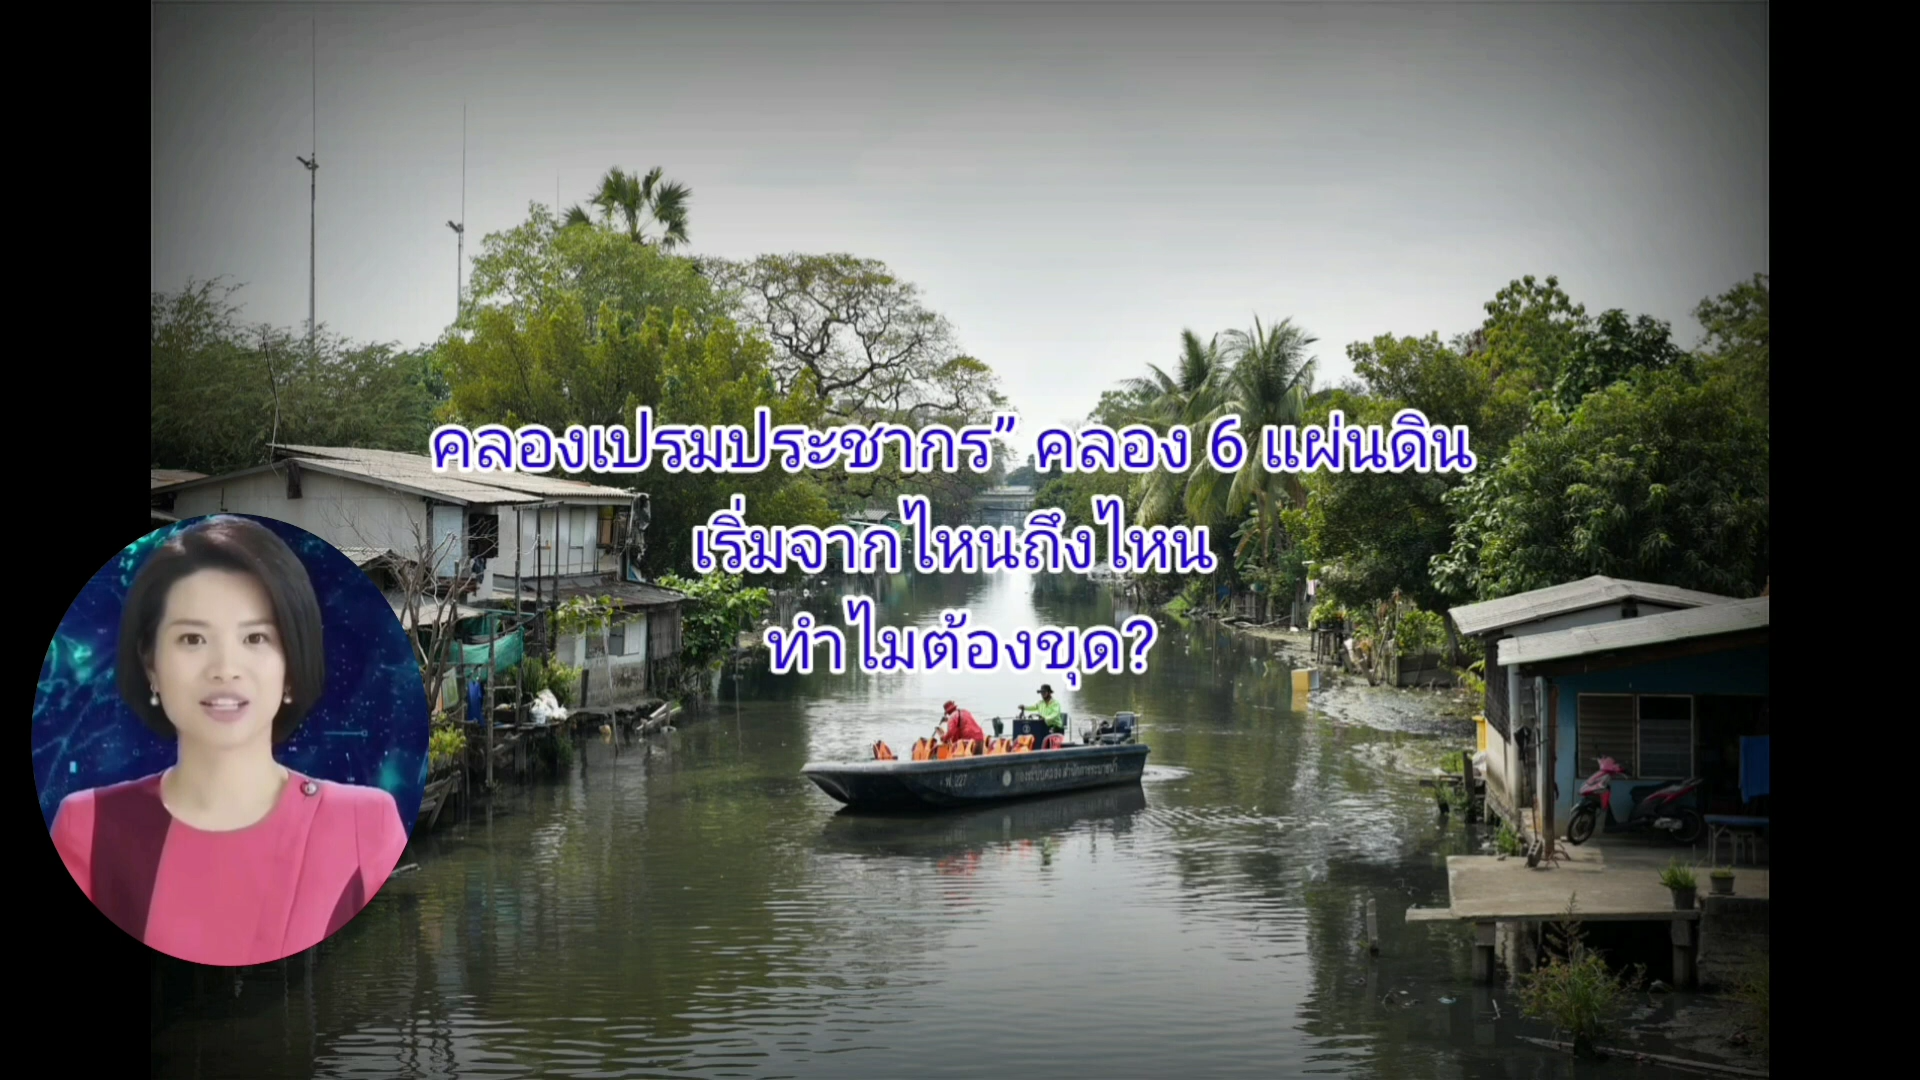 คลองเปรมประชากร” คลอง 6 แผ่นดิน
เริ่มจากไหนถึงไหน
ทำไมต้องขุด?
227